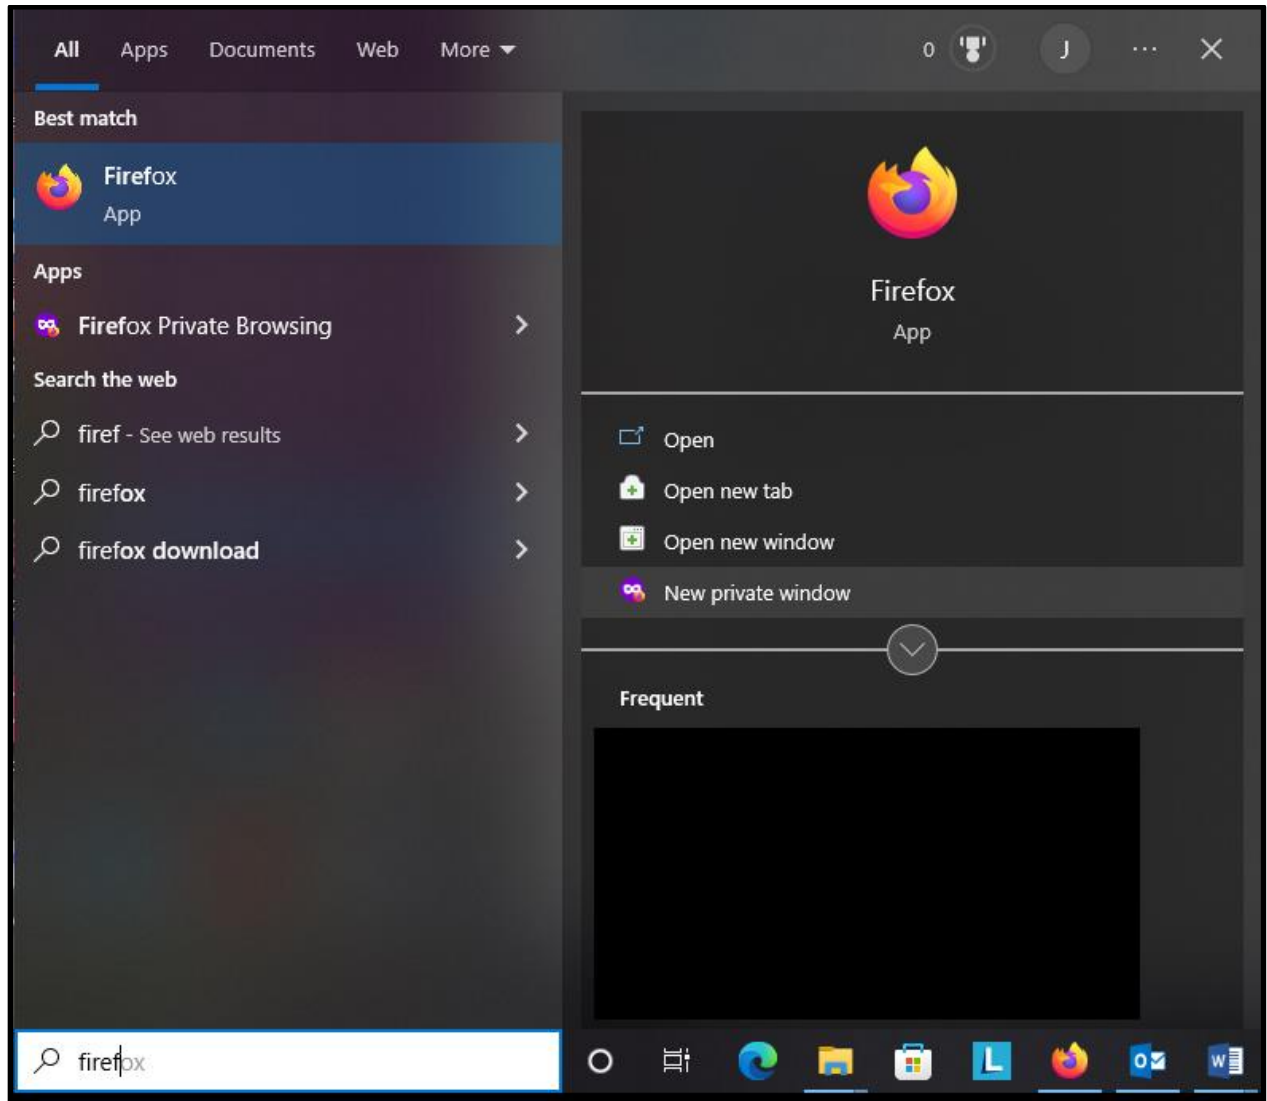 All Apps Documents Web More 0 J ... 
Best match
Firefox
App
Apps
Firefox Private Browsing
Search the web
firef - See web results
firefox
firefox download
firefox
Firefox
App
Open
Open new tab
Open new window
New private window
Frequent
L O W